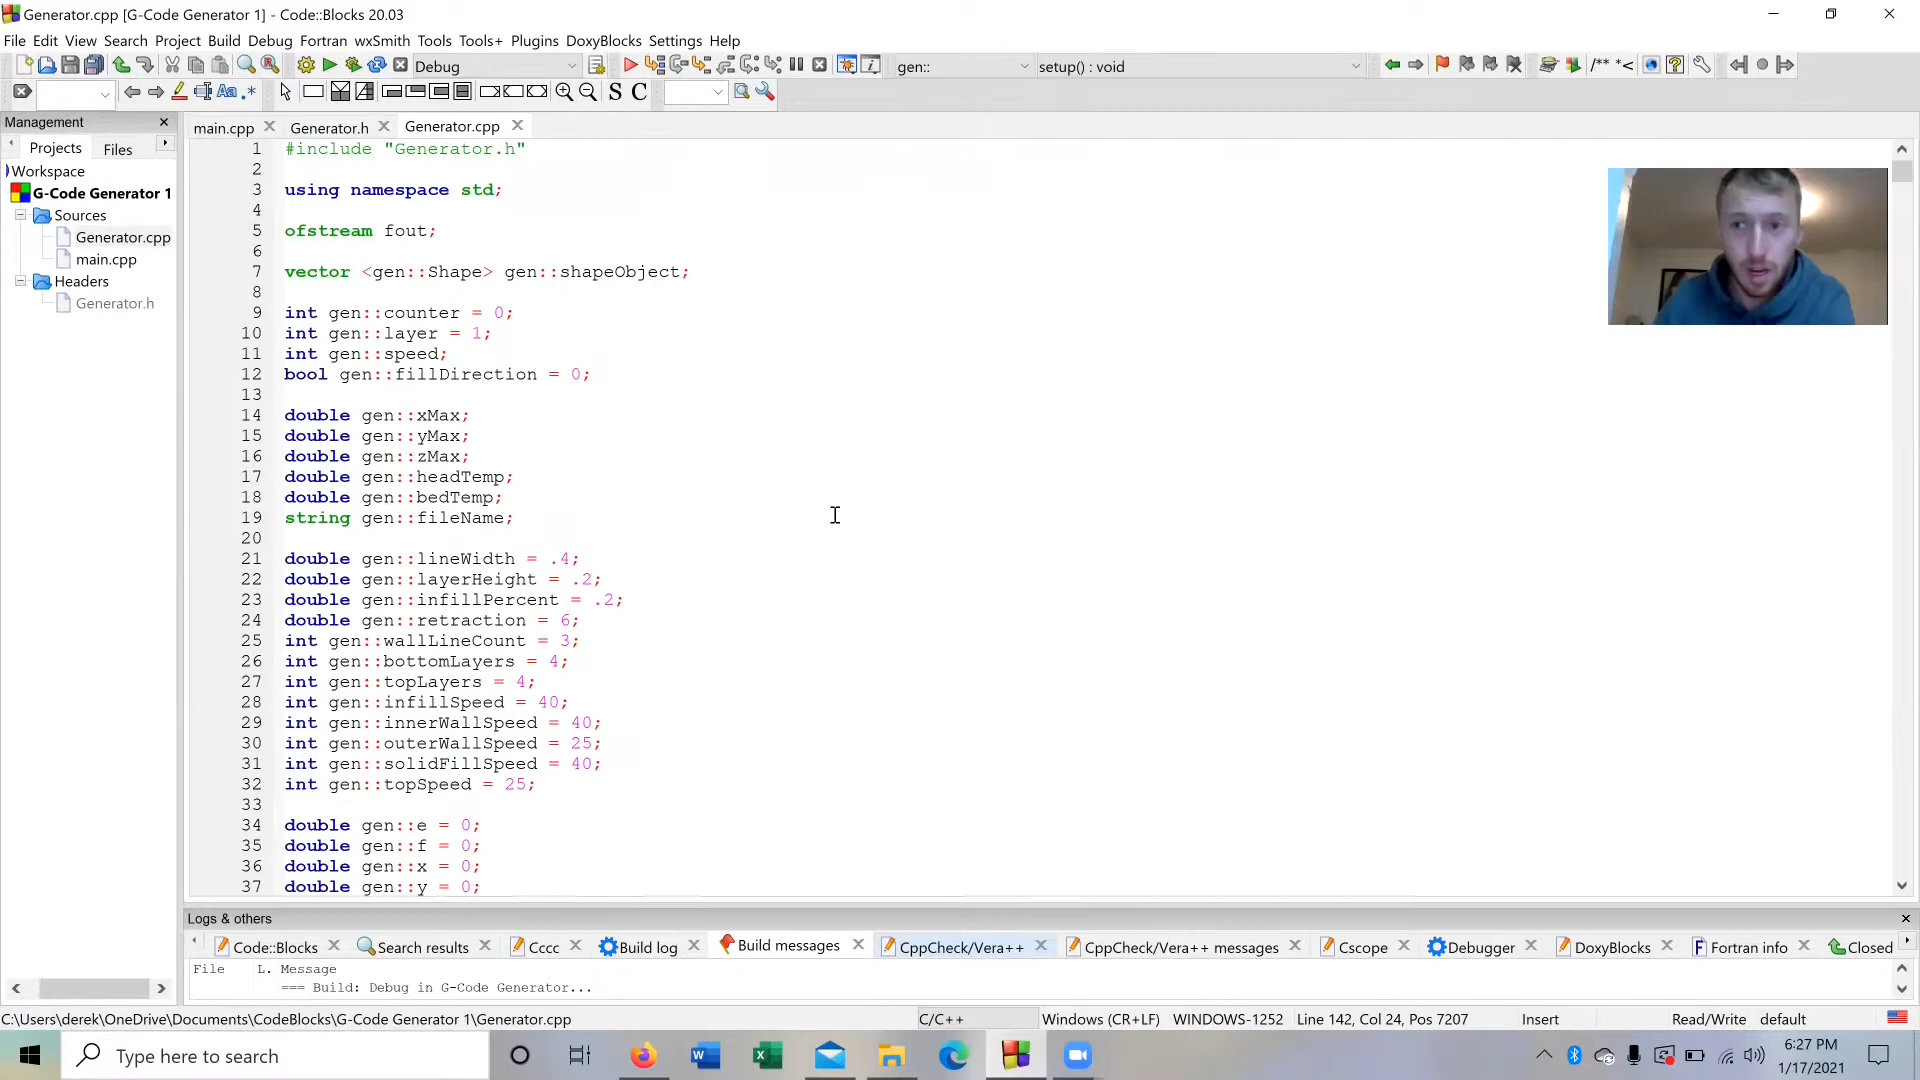 Generator.cpp [G-Code Generator 1] - Code::Blocks 20.03
File Edit View Search Project Build Debug Fortran wxSmith Tools Tools+ Plugins DoxyBlocks Settings Help
Debug gen:: setup() : void /** *<
Aa .* S C
Management
main.cpp Generator.h Generator.cpp
Projects Files
Workspace
G-Code Generator 1
Sources
Generator.cpp
main.cpp
Headers
Generator.h
1 #include "Generator.h"
2
3 using namespace std;
4
5 ofstream fout;
6
7 vector <gen::Shape> gen::shapeObject;
8
9 int gen::counter = 0;
10 int gen::layer = 1;
11 int gen::speed;
12 bool gen::fillDirection = 0;
13
14 double gen::xMax;
15 double gen::yMax;
16 double gen::zMax;
17 double gen::headTemp;
18 double gen::bedTemp;
19 string gen::fileName;
20
21 double gen::lineWidth = .4;
22 double gen::layerHeight = .2;
23 double gen::infillPercent = .2;
24 double gen::retraction = 6;
25 int gen::wallLineCount = 3;
26 int gen::bottomLayers = 4;
27 int gen::topLayers = 4;
28 int gen::infillSpeed = 40;
29 int gen::innerWallSpeed = 40;
30 int gen::outerWallSpeed = 25;
31 int gen::solidFillSpeed = 40;
32 int gen::topSpeed = 25;
33
34 double gen::e = 0;
35 double gen::f = 0;
36 double gen::x = 0;
37 double gen::y = 0;
Logs & others
Code::Blocks Search results Cccc Build log Build messages CppCheck/Vera++ CppCheck/Vera++ messages Cscope Debugger DoxyBlocks Fortran info Closed
File L. Message
=== Build: Debug in G-Code Generator...
C:\Users\derek\OneDrive\Documents\CodeBlocks\G-Code Generator 1\Generator.cpp C/C++ Windows (CR+LF) WINDOWS-1252 Line 142, Col 24, Pos 7207 Insert Read/Write default
Type here to search
6:27 PM
1/17/2021